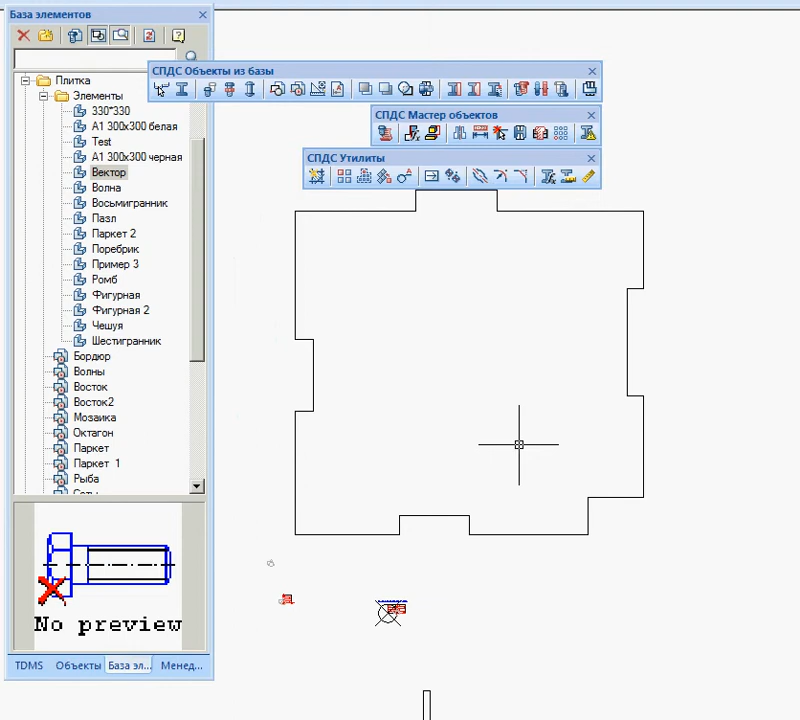 База элементов
СПДС Объекты из базы
СПДС Мастер объектов
СПДС Утилиты
Плитка
Элементы
330*330
А1 300х300 белая
Test
А1 300х300 черная
Вектор
Волна
Восьмигранник
Пазл
Паркет 2
Поребрик
Пример 3
Ромб
Фигурная
Фигурная 2
Чешуя
Шестигранник
Бордюр
Волны
Восток
Восток2
Мозаика
Октагон
Паркет
Паркет 1
Рыба
No preview
TDMS Объекты База эл... Менед...